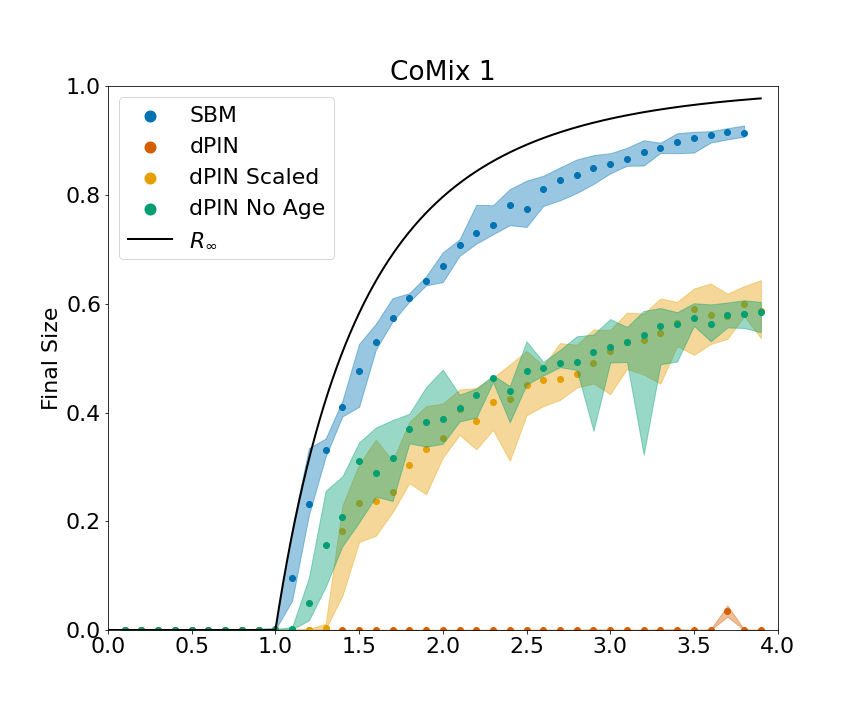 CoMix 1
1.0
0.8
0.6
0.4
0.2
0.0
Final Size
SBM
dPIN
dPIN Scaled
dPIN No Age
R∞
0.0 0.5 1.0 1.5 2.0 2.5 3.0 3.5 4.0